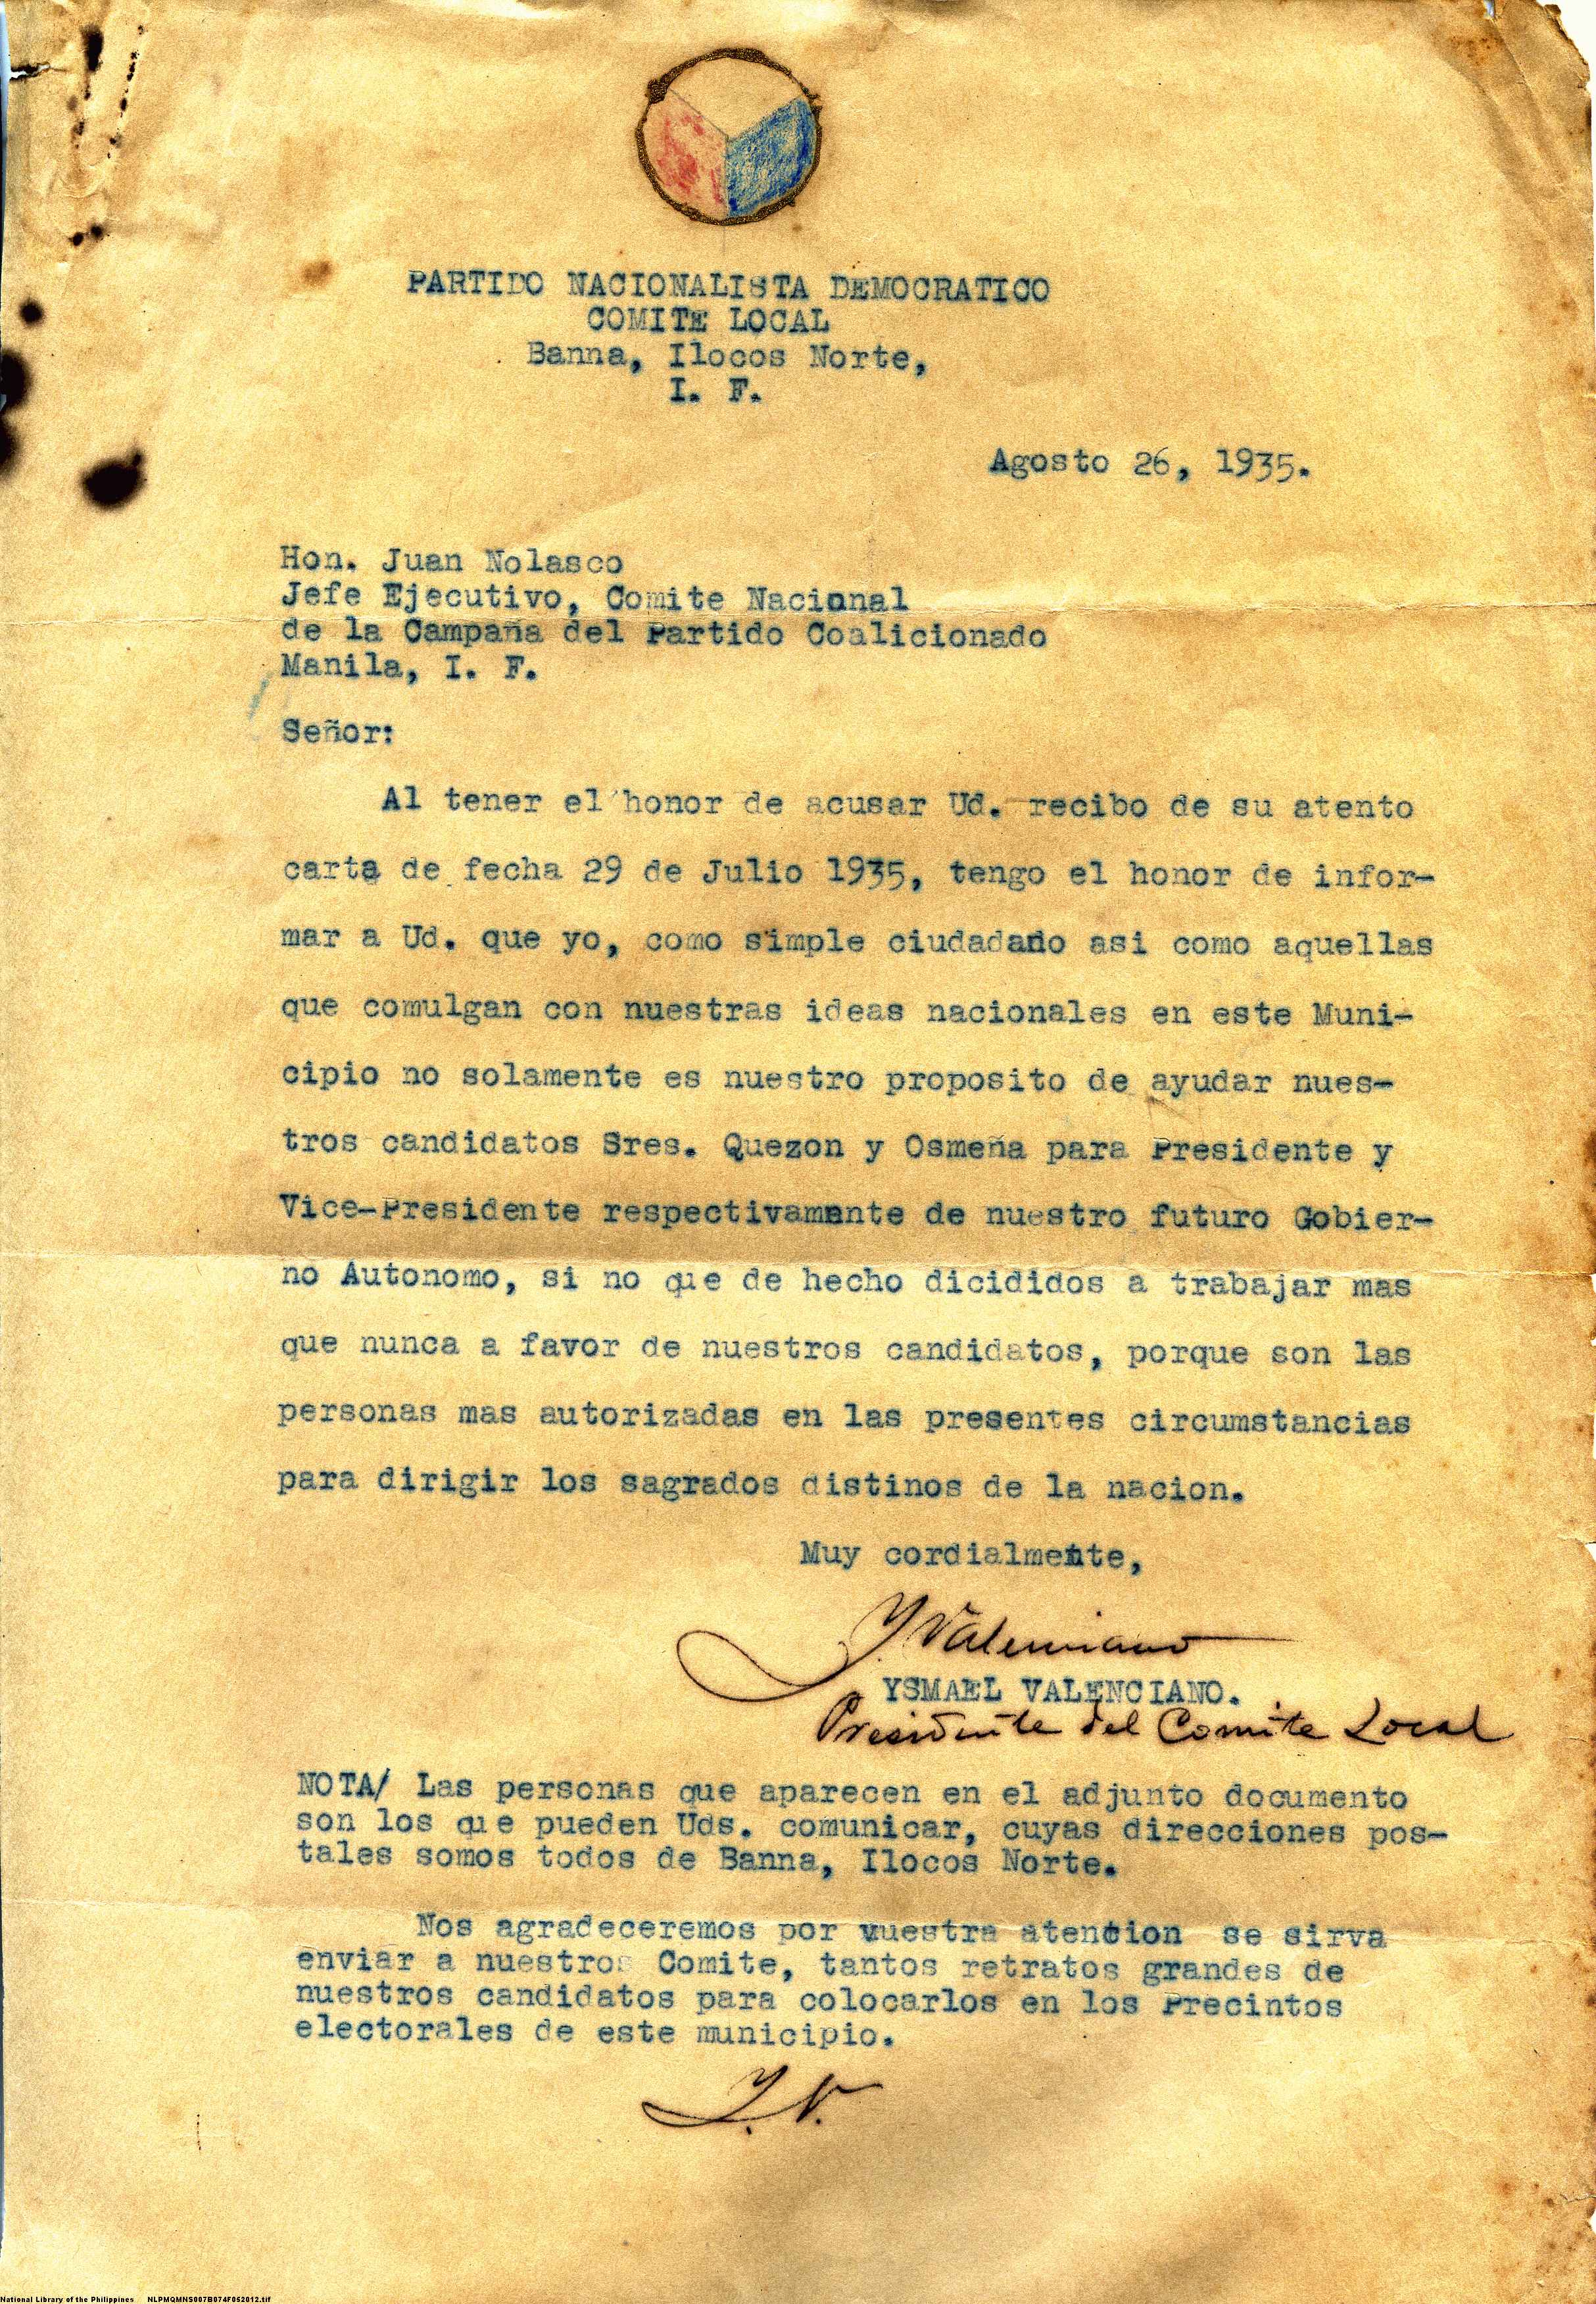 PARTIDO NACIONALISTA DEMOCRATICO
COMITE LOCAL
Banna, Ilocos Norte,
I. F.
Agosto 26, 1935.
Hon. Juan Nolasco
Jefe Ejecutivo, Comite Nacional
de la Campaña del Partido Coalicionado
Manila, I. F.
Señor:
Al tener el honor de acusar Ud. recibo de su atento
carta de fecha 29 de Julio 1935, tengo el honor de infor-
mar a Ud. que yo, como simple ciudadano asi como aquellas
que comulgan con nuestras ideas nacionales en este Muni-
cipio no solamente es nuestro proposito de ayudar nues-
tros candidatos Sres. Quezon y Osmeña para Presidente y
Vice-Presidente respectivamente de nuestro futuro Gobier-
no Autonomo, si no que de hecho dicididos a trabajar mas
que nunca a favor de nuestros candidatos, porque son las
personas mas autorizadas en las presentes circumstancias
para dirigir los sagrados distinos de la nacion.
Muy cordialmente,
Y Valenciano
YSMAEL VALENCIANO.
Presidente del Comite Local
NOTA/ Las personas que aparecen en el adjunto documento
son los que pueden Uds. comunicar, cuyas direcciones pos-
tales somos todos de Banna, Ilocos Norte.
Nos agradeceremos por vuestra atencion se sirva
enviar a nuestros Comite, tantos retratos grandes de
nuestros candidatos para colocarlos en los Precintos
electorales de este municipio.
Y. V.
National Library of the Philippines NLPMQMNS007B074F052012.tif